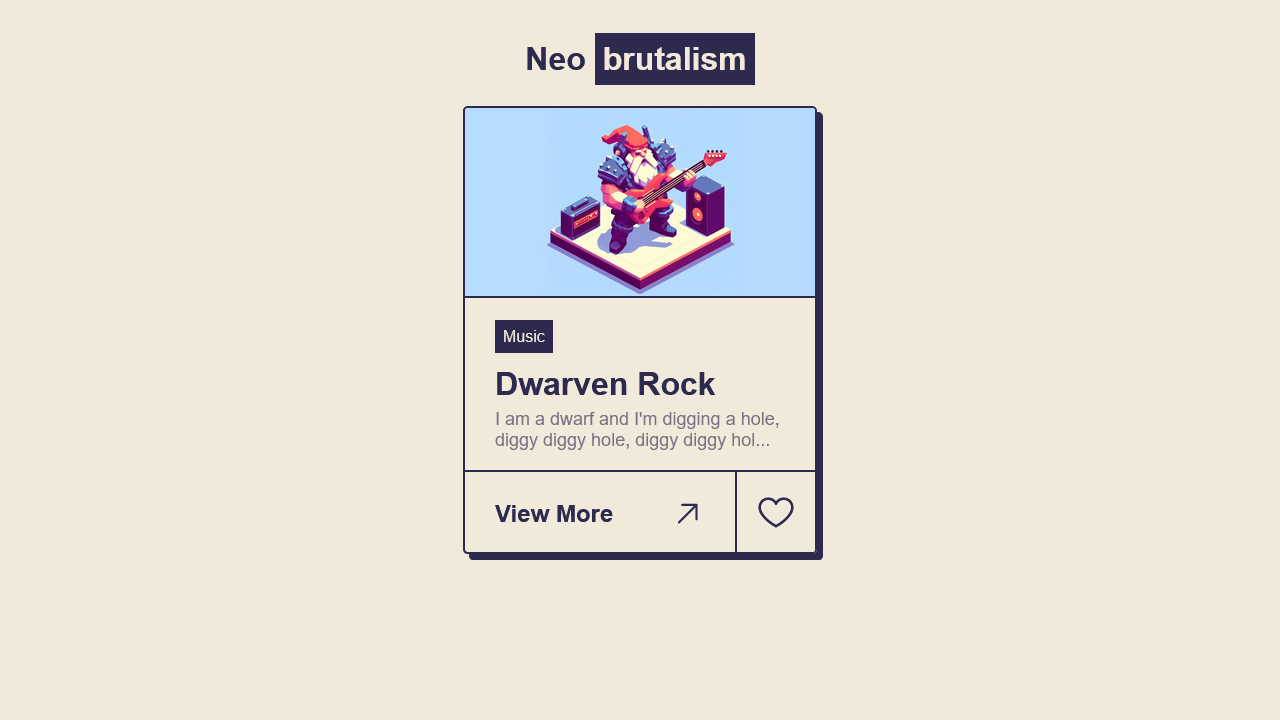 Neo brutalism
Music
Dwarven Rock
I am a dwarf and I'm digging a hole,
diggy diggy hole, diggy diggy hol...
View More